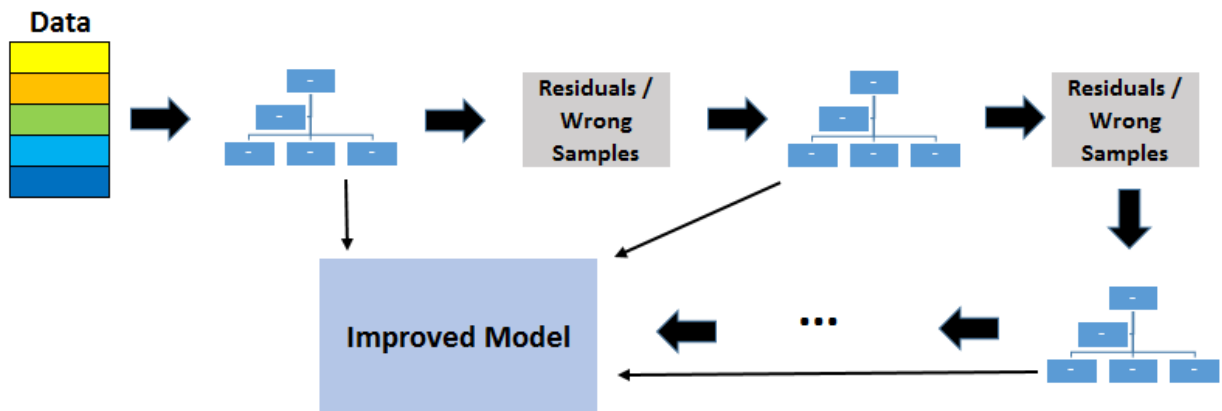 Data
-
-
- - -
Residuals /
Wrong
Samples
-
-
- - -
Residuals /
Wrong
Samples
-
-
- - -
...
Improved Model